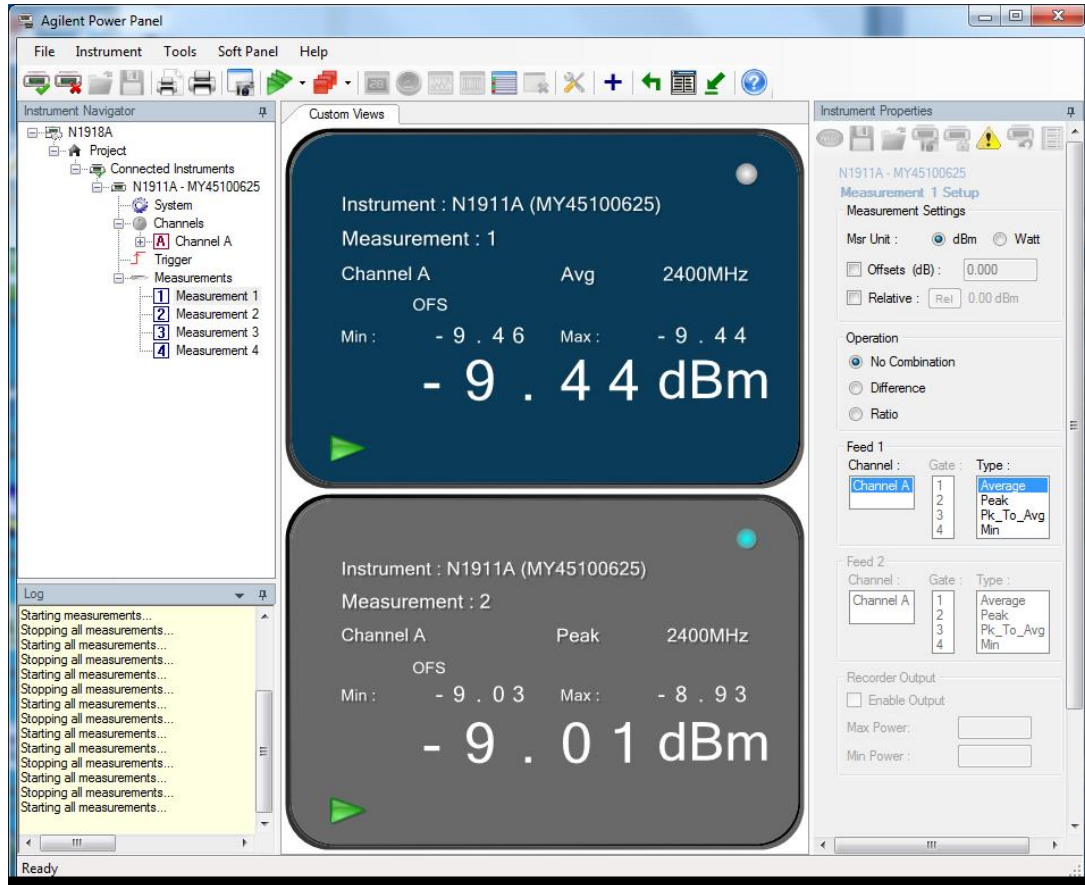 Agilent Power Panel
File Instrument Tools Soft Panel Help
Instrument Navigator
N1918A
Project
Connected Instruments
N1911A - MY45100625
System
Channels
A Channel A
Trigger
Measurements
1 Measurement 1
2 Measurement 2
3 Measurement 3
4 Measurement 4
Log
Starting measurements...
Stopping all measurements...
Starting all measurements...
Stopping all measurements...
Starting all measurements...
Stopping all measurements...
Starting all measurements...
Stopping all measurements...
Starting all measurements...
Starting all measurements...
Stopping all measurements...
Starting all measurements...
Stopping all measurements...
Starting all measurements...
Ready
Custom Views
Instrument : N1911A (MY45100625)
Measurement : 1
Channel A Avg 2400MHz
OFS
Min : - 9 . 4 6 Max : - 9 . 4 4
- 9 . 4 4 dBm
Instrument : N1911A (MY45100625)
Measurement : 2
Channel A Peak 2400MHz
OFS
Min : - 9 . 0 3 Max : - 8 . 9 3
- 9 . 0 1 dBm
Instrument Properties
N1911A - MY45100625
Measurement 1 Setup
Measurement Settings
Msr Unit : dBm Watt
Offsets (dB) : 0.000
Relative : Rel 0.00 dBm
Operation
No Combination
Difference
Ratio
Feed 1
Channel : Gate : Type :
Channel A 1 Average
2 Peak
3 Pk_To_Avg
4 Min
Feed 2
Channel : Gate : Type :
Channel A 1 Average
2 Peak
3 Pk_To_Avg
4 Min
Recorder Output
Enable Output
Max Power:
Min Power :